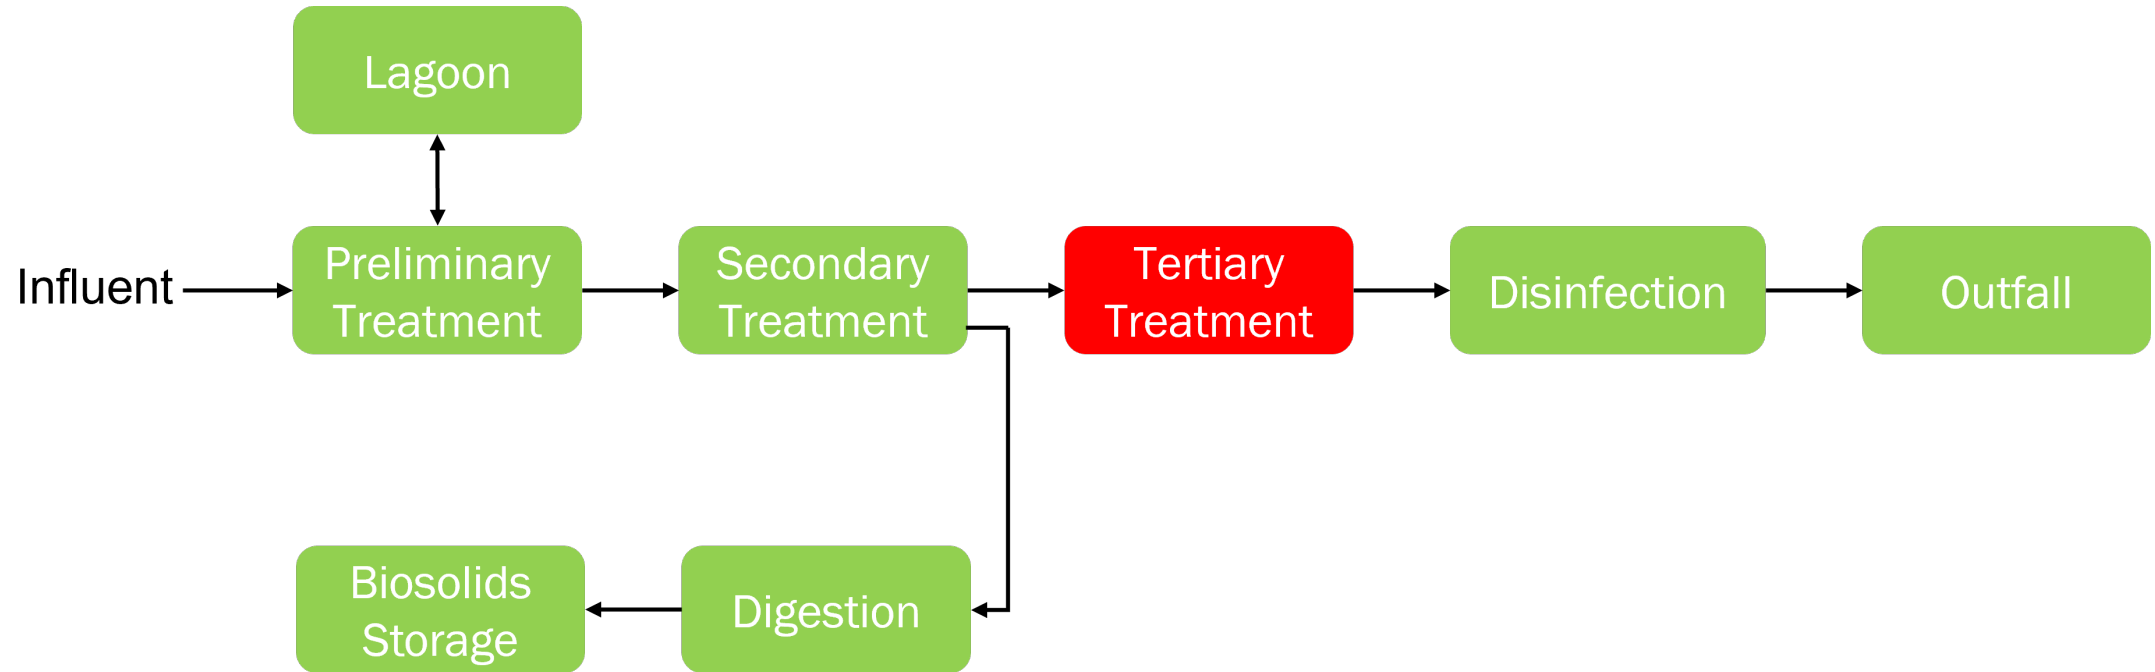 Lagoon
Influent
Preliminary
Treatment
Secondary
Treatment
Tertiary
Treatment
Disinfection
Outfall
Biosolids
Storage
Digestion